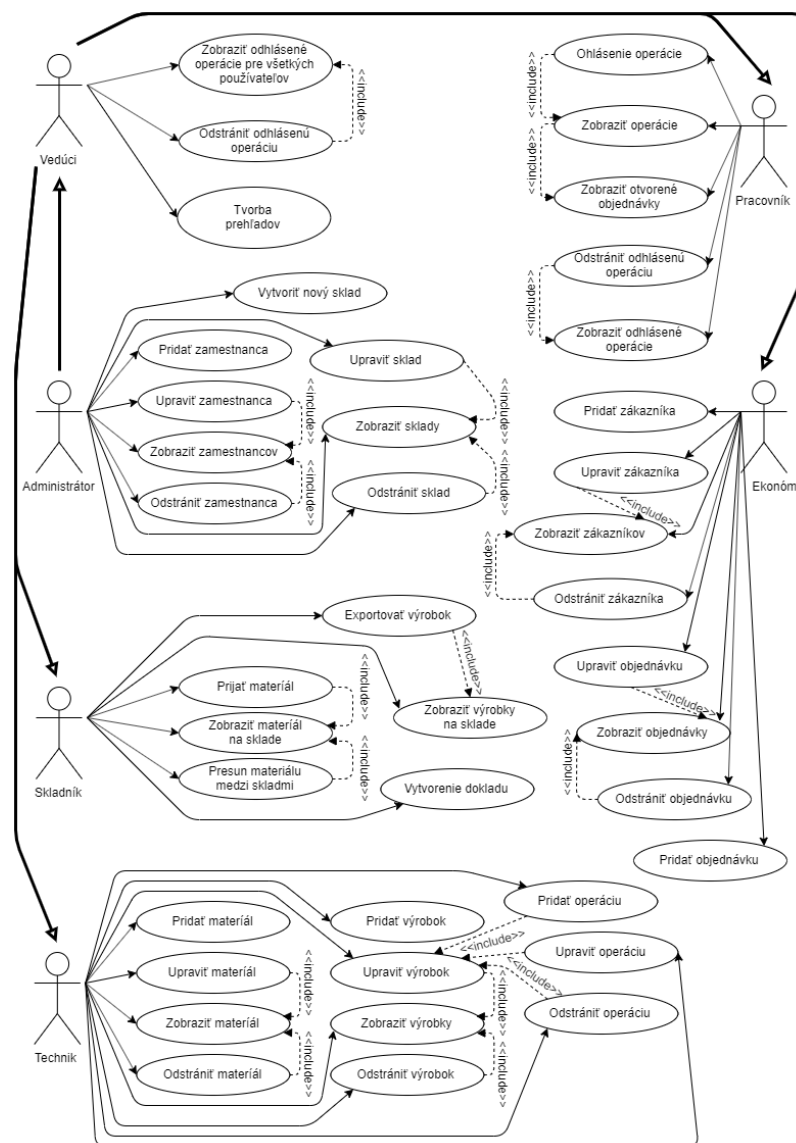 Zobraziť odhlásené
operácie pre všetkých
používateľov
<<include>>
Odstrániť odhlásenú
operáciu
Vedúci
Tvorba
prehľadov
Ohlásenie operácie
<<include>>
Zobraziť operácie
<<include>>
Zobraziť otvorené
objednávky
Pracovník
Odstrániť odhlásenú
operáciu
<<include>>
Zobraziť odhlásené
operácie
Vytvoriť nový sklad
Pridať zamestnanca
Upraviť sklad
Upraviť zamestnanca
<<include>>
<<include>>
Zobraziť sklady
Zobraziť zamestnancov
Administrátor
<<include>>
<<include>>
Odstrániť zamestnanca
Odstrániť sklad
Pridať zákazníka
Upraviť zákazníka
Ekonóm
<<include>>
Zobraziť zákazníkov
<<include>>
Odstrániť zákazníka
Upraviť objednávku
<<include>>
Zobraziť objednávky
<<include>>
Odstrániť objednávku
Pridať objednávku
Exportovať výrobok
<<include>>
Prijať materíal
<<include>>
Zobraziť výrobky
na sklade
Zobraziť materiál
na sklade
Skladník
<<include>>
Presun materiálu
medzi skladmi
Vytvorenie dokladu
Pridať operáciu
Pridať materíal
Pridať výrobok
<<include>>
Upraviť operáciu
Upraviť materíal
<<include>>
Upraviť výrobok
<<include>>
<<include>>
Odstrániť operáciu
Zobraziť materíal
Zobraziť výrobky
Technik
<<include>>
<<include>>
Odstrániť materíal
Odstrániť výrobok